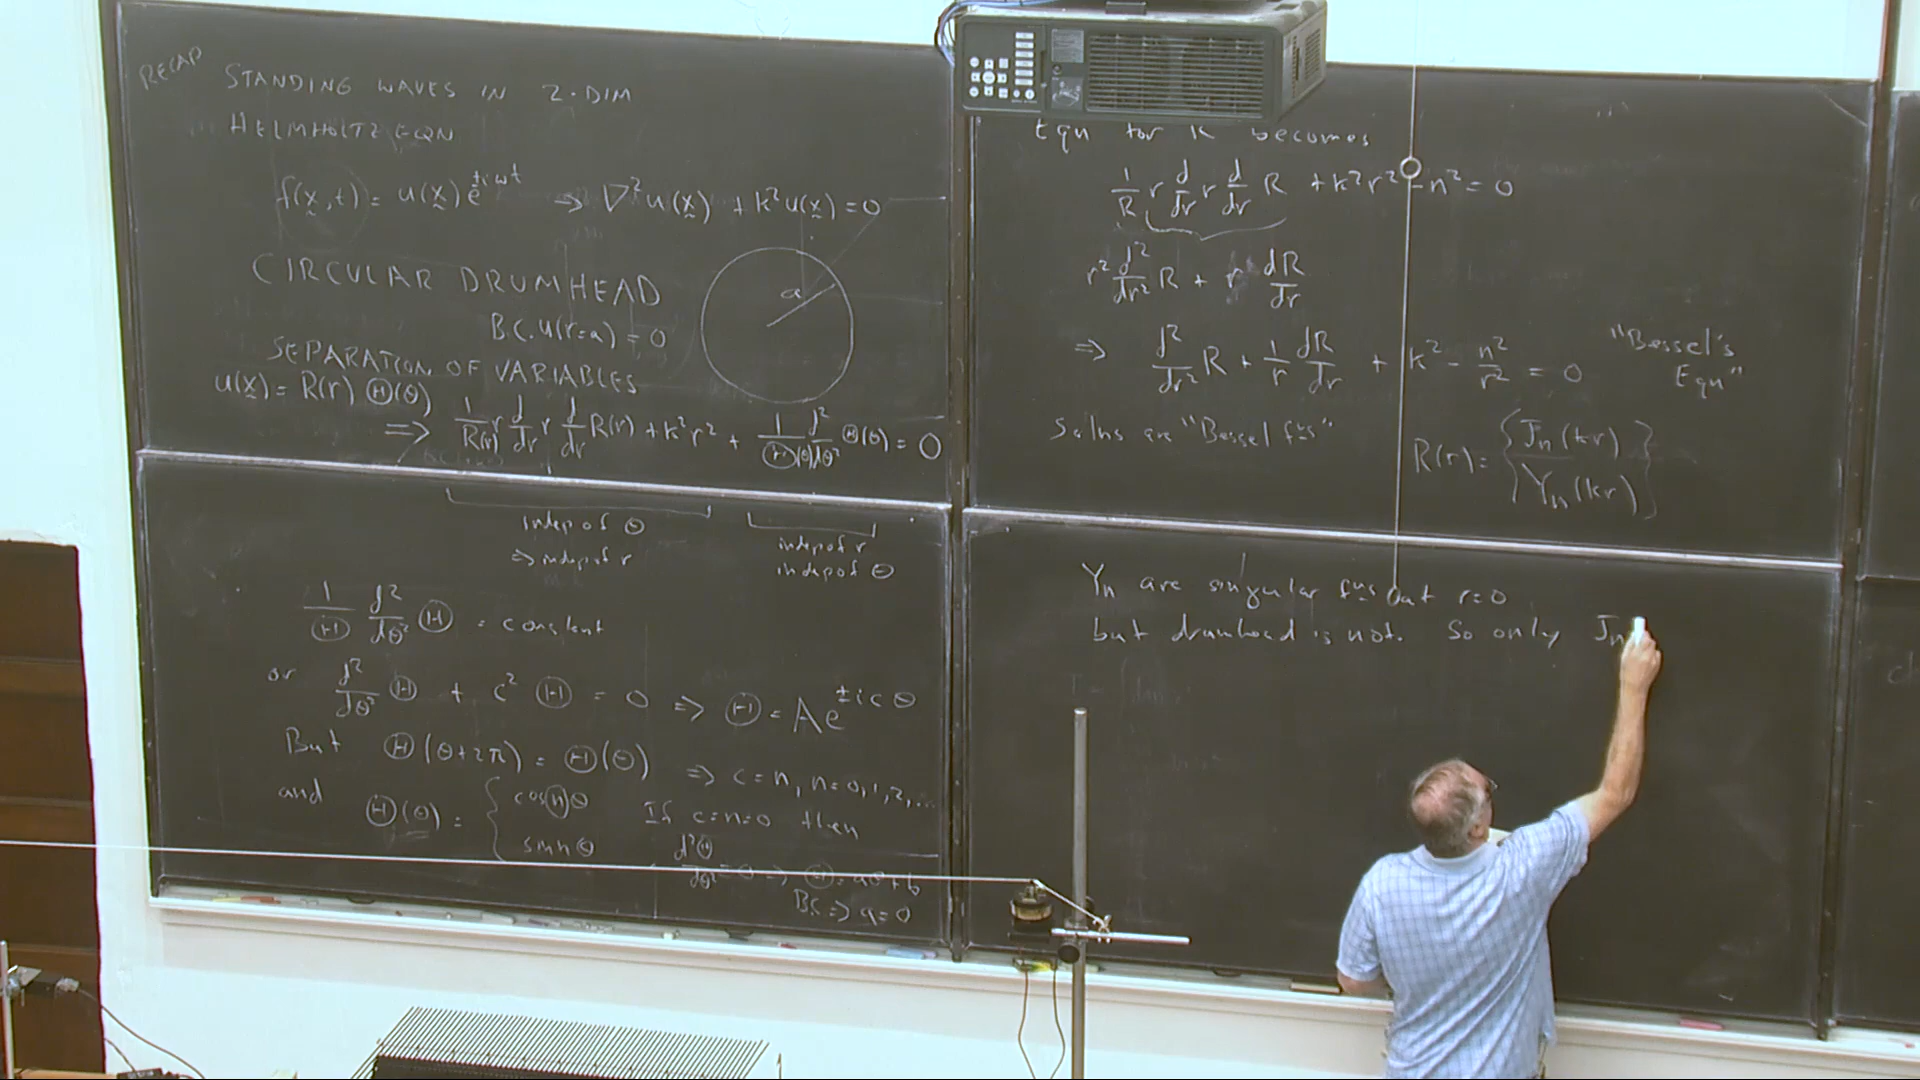 RECAP
STANDING WAVES IN 2-DIM
HELMHOLTZ EQN
f(x,t) = u(x) e^{±iωt} ⇒ ∇²u(x) + k²u(x) = 0
CIRCULAR DRUMHEAD
a
BC. u(r=a) = 0
SEPARATION OF VARIABLES
u(x) = R(r) Θ(θ)
⇒ 1/R(r) r d/dr r d/dr R(r) + k²r² + 1/Θ(θ) d²/dθ² Θ(θ) = 0
indep of θ
⇒ indep of r
indep of r
indep of θ
1/Θ d²/dθ² Θ = constant
or d²/dθ² Θ + c² Θ = 0 ⇒ Θ = A e^{±icθ}
But Θ(θ+2π) = Θ(θ) ⇒ c = n, n = 0,1,2,...
and Θ(θ) = { cos nθ
sin nθ
If c=n=0 then
d²Θ/dθ² = 0 ⇒ Θ = aθ + b
BC ⇒ a = 0
Eqn for R becomes
1/R r d/dr r d/dr R + k²r² - n² = 0
r² d²/dr² R + r dR/dr
⇒ d²/dr² R + 1/r dR/dr + k² - n²/r² = 0
"Bessel's
Eqn"
Solns are "Bessel fns"
R(r) = { J_n(kr)
Y_n(kr) }
Y_n are singular fns at r=0
but drumhead is not. So only J_n